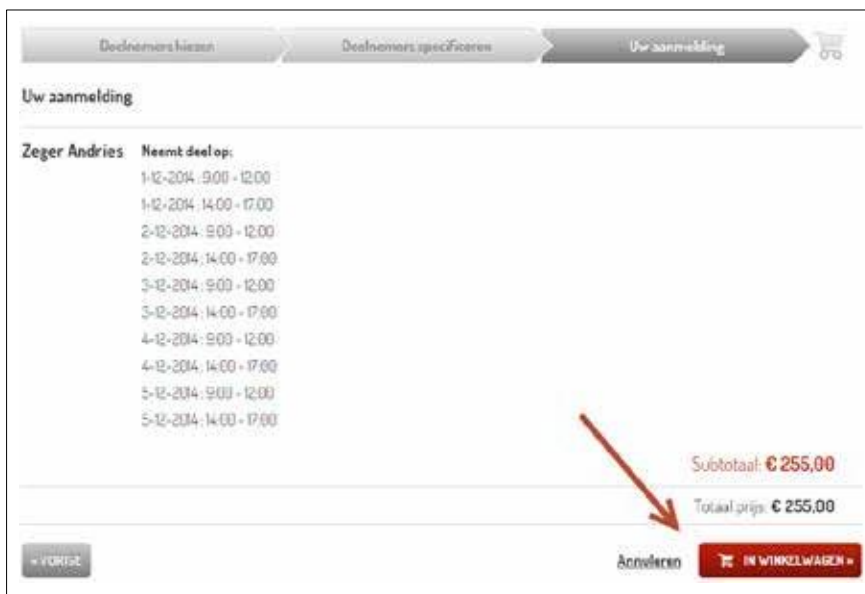 Deelnemers kiezen Deelnemers specificeren Uw aanmelding
Uw aanmelding
Zeger Andries Neemt deel op:
1-12-2014 : 9:00 - 12:00
1-12-2014 : 14:00 - 17:00
2-12-2014 : 9:00 - 12:00
2-12-2014 : 14:00 - 17:00
3-12-2014 : 9:00 - 12:00
3-12-2014 : 14:00 - 17:00
4-12-2014 : 9:00 - 12:00
4-12-2014 : 14:00 - 17:00
5-12-2014 : 9:00 - 12:00
5-12-2014 : 14:00 - 17:00
Subtotaal: € 255,00
Totaal prijs: € 255,00
« VORIGE Annuleren IN WINKELWAGEN »